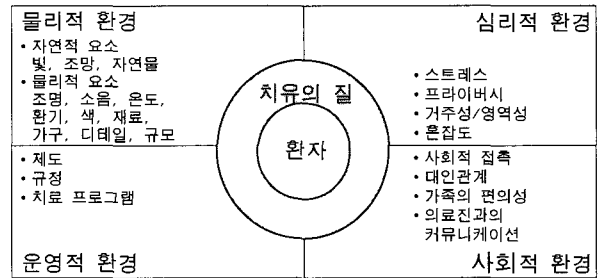 물리적 환경
• 자연적 요소
빛, 조망, 자연물
• 물리적 요소
조명, 소음, 온도,
환기, 색, 재료,
가구, 디테일, 규모
심리적 환경
• 스트레스
• 프라이버시
• 거주성/영역성
• 혼잡도
치유의 질
환자
• 제도
• 규정
• 치료 프로그램
운영적 환경
• 사회적 접촉
• 대인관계
• 가족의 편의성
• 의료진과의
커뮤니케이션
사회적 환경